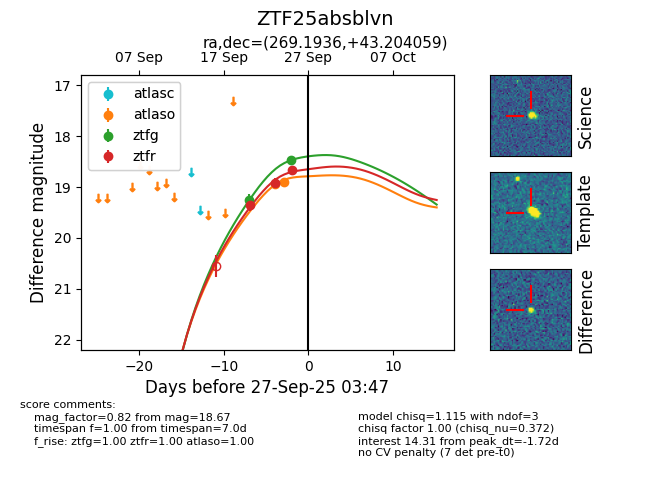 ZTF25absblvn
ra,dec=(269.1936,+43.204059)
07 Sep 17 Sep 27 Sep 07 Oct
atlasc
atlaso
ztfg
ztfr
17
18
19
20
21
22
Difference magnitude
−20 −10 0 10
Days before 27-Sep-25 03:47
Science
Template
Difference
score comments:
mag_factor=0.82 from mag=18.67
timespan f=1.00 from timespan=7.0d
f_rise: ztfg=1.00 ztfr=1.00 atlaso=1.00
model chisq=1.115 with ndof=3
chisq factor 1.00 (chisq_nu=0.372)
interest 14.31 from peak_dt=-1.72d
no CV penalty (7 det pre-t0)